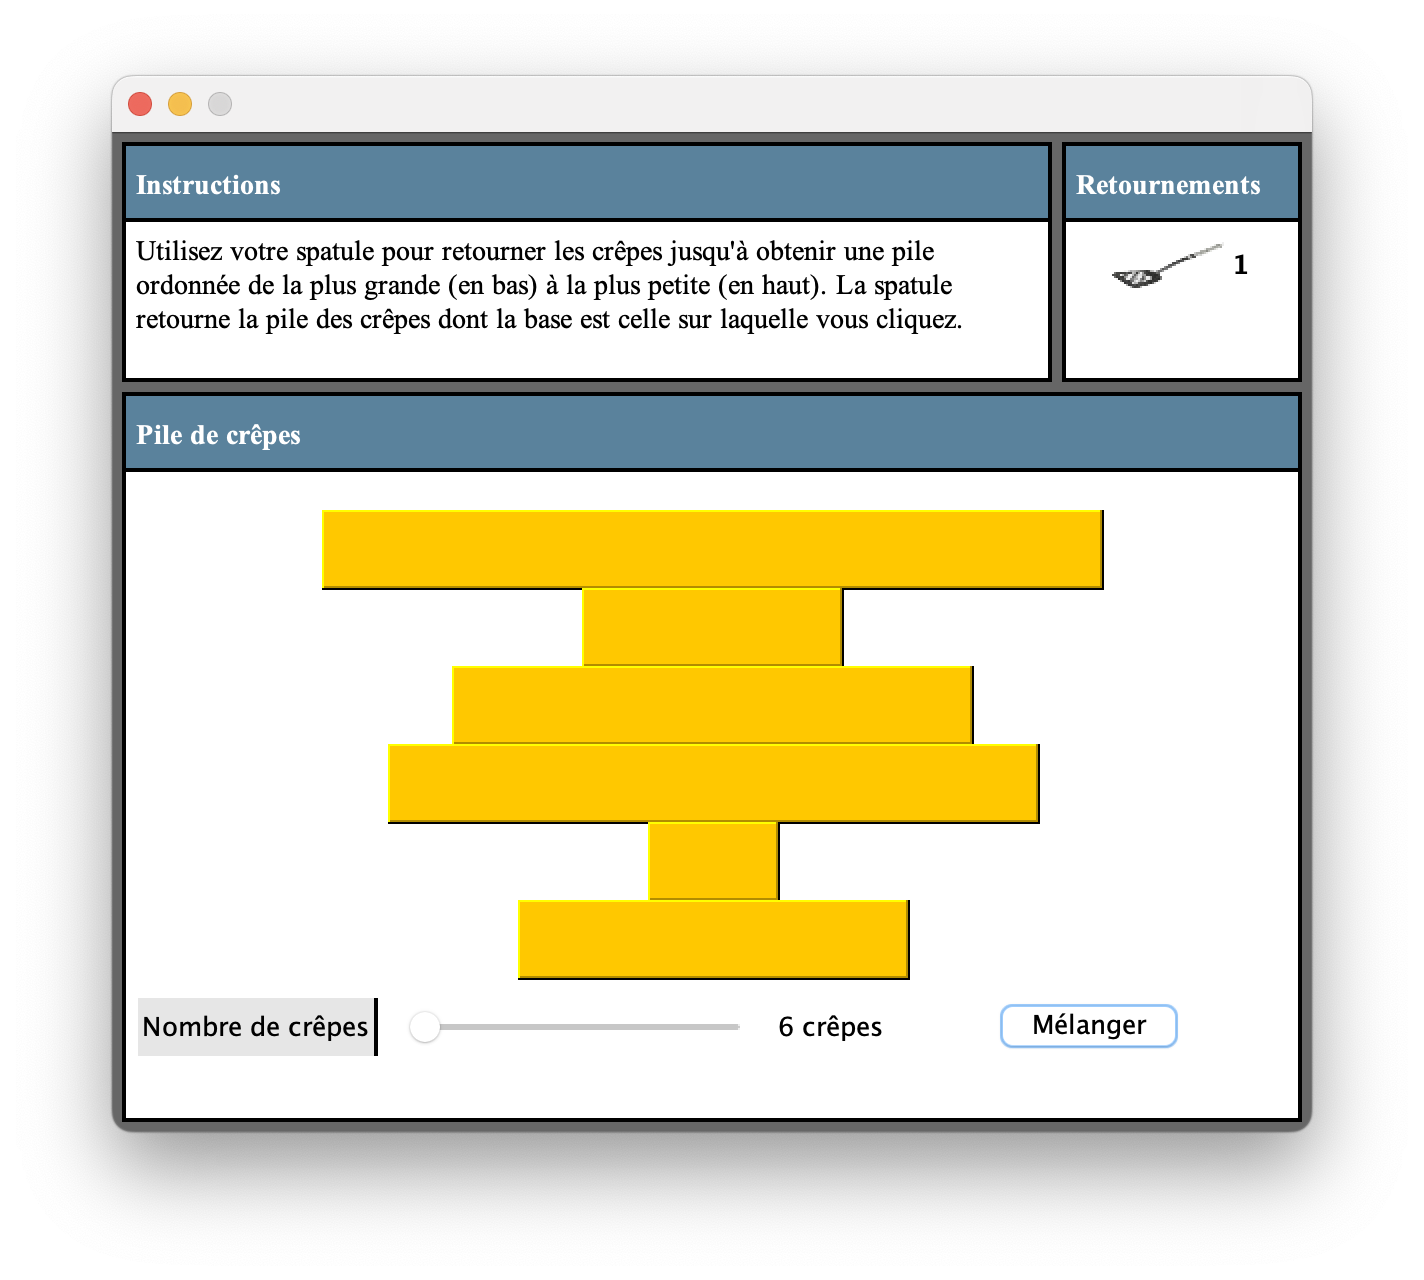 Instructions
Retournements
Utilisez votre spatule pour retourner les crêpes jusqu'à obtenir une pile
ordonnée de la plus grande (en bas) à la plus petite (en haut). La spatule
retourne la pile des crêpes dont la base est celle sur laquelle vous cliquez.
1
Pile de crêpes
Nombre de crêpes
6 crêpes
Mélanger